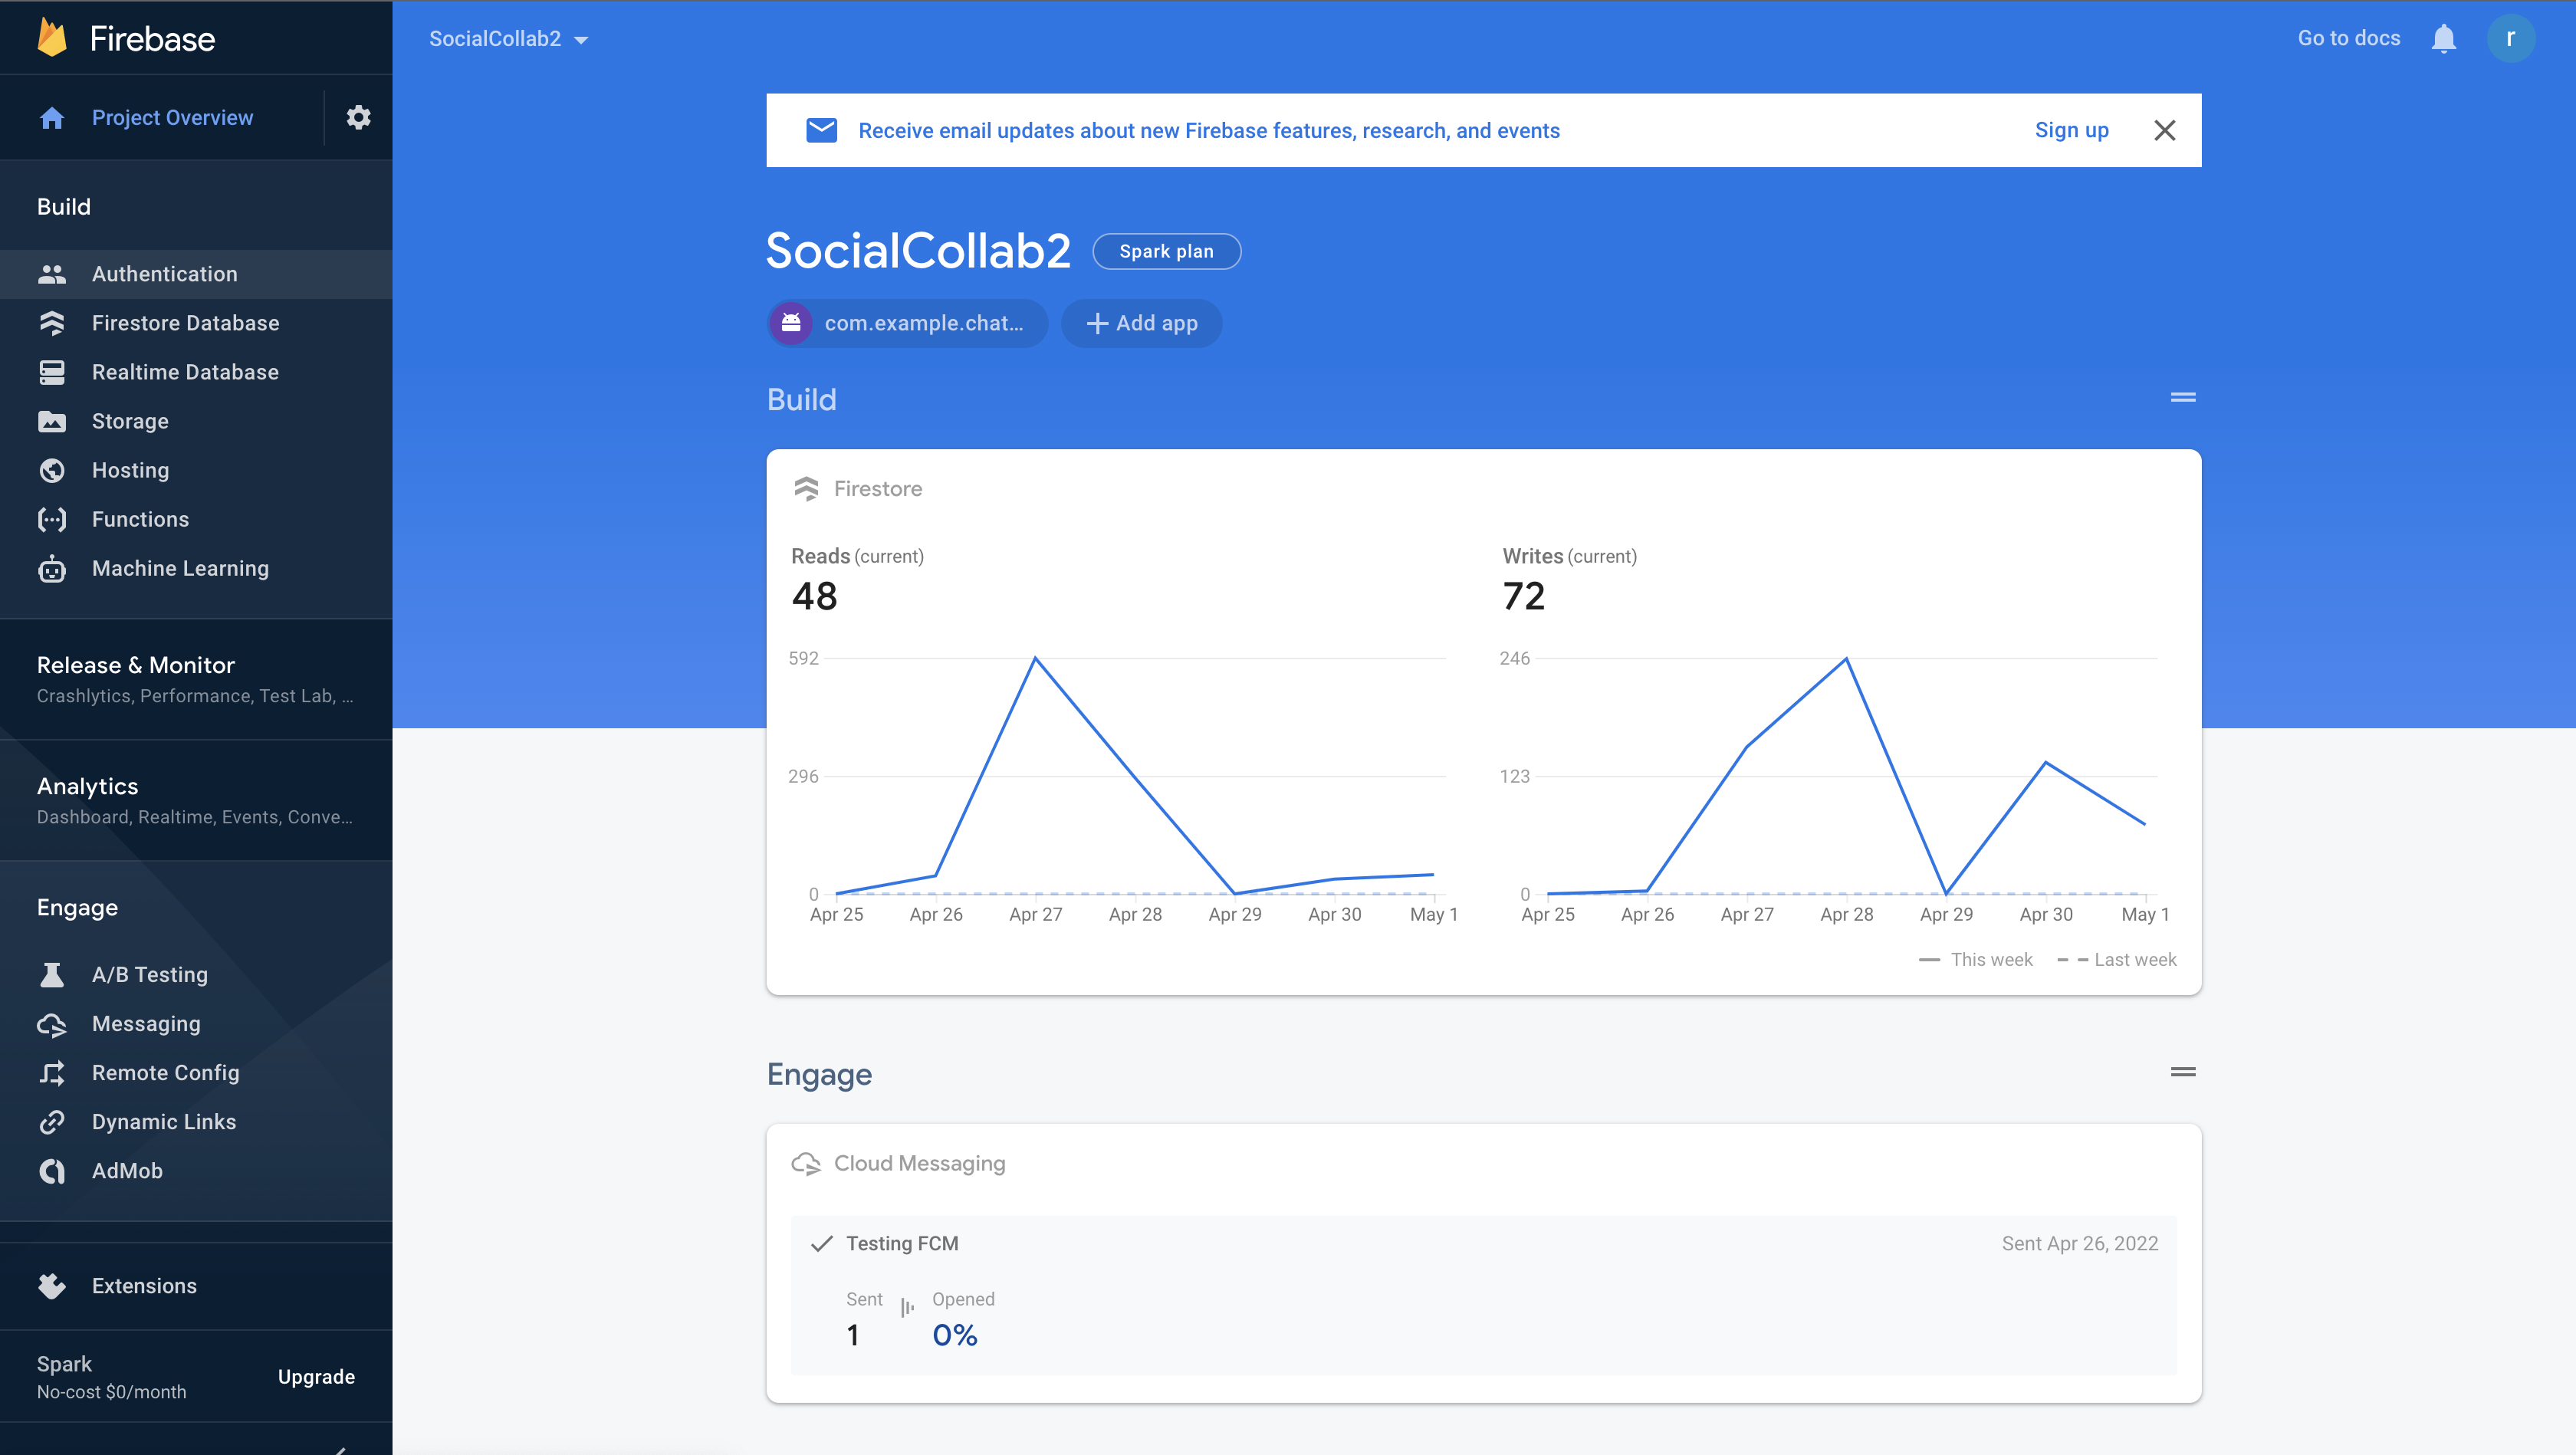 Firebase
Project Overview
Build
Authentication
Firestore Database
Realtime Database
Storage
Hosting
Functions
Machine Learning
Release & Monitor
Crashlytics, Performance, Test Lab, ...
Analytics
Dashboard, Realtime, Events, Conve...
Engage
A/B Testing
Messaging
Remote Config
Dynamic Links
AdMob
Extensions
Spark
No-cost $0/month
Upgrade
SocialCollab2
Go to docs
r
Receive email updates about new Firebase features, research, and events
Sign up
SocialCollab2
Spark plan
com.example.chat...
Add app
Build
Firestore
Reads (current)
48
592
296
0
Apr 25 Apr 26 Apr 27 Apr 28 Apr 29 Apr 30 May 1
Writes (current)
72
246
123
0
Apr 25 Apr 26 Apr 27 Apr 28 Apr 29 Apr 30 May 1
This week Last week
Engage
Cloud Messaging
Testing FCM
Sent Apr 26, 2022
Sent Opened
1 0%